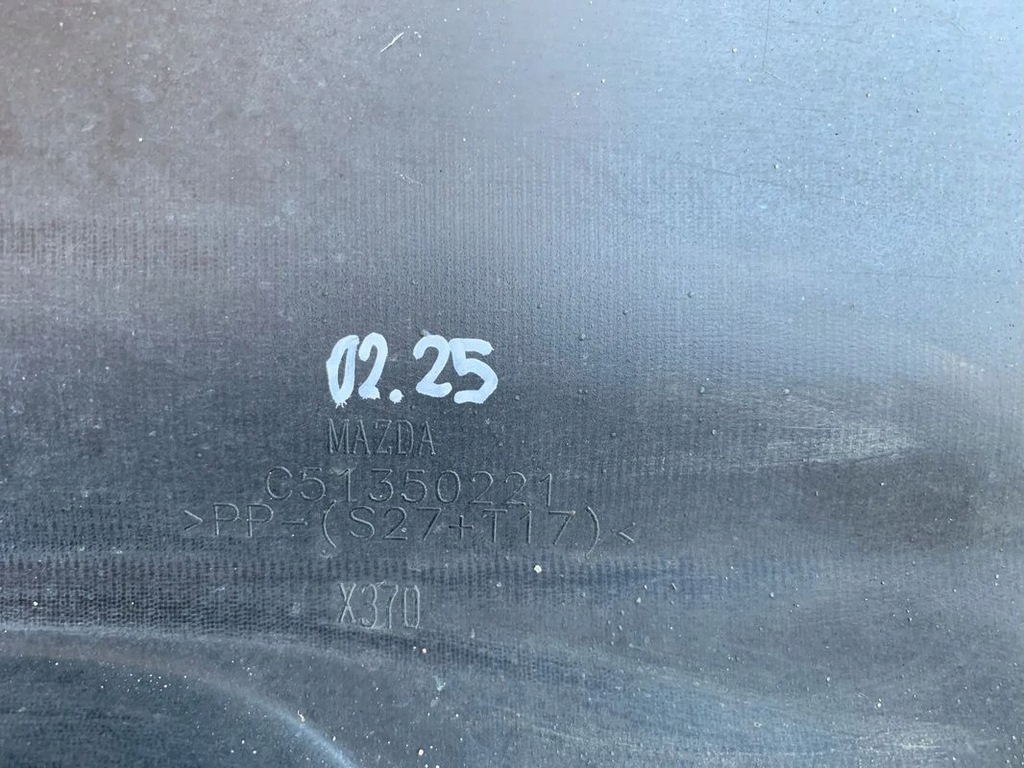 02.25
MAZDA
C51350221
>PP-(S27+T17)<
X370